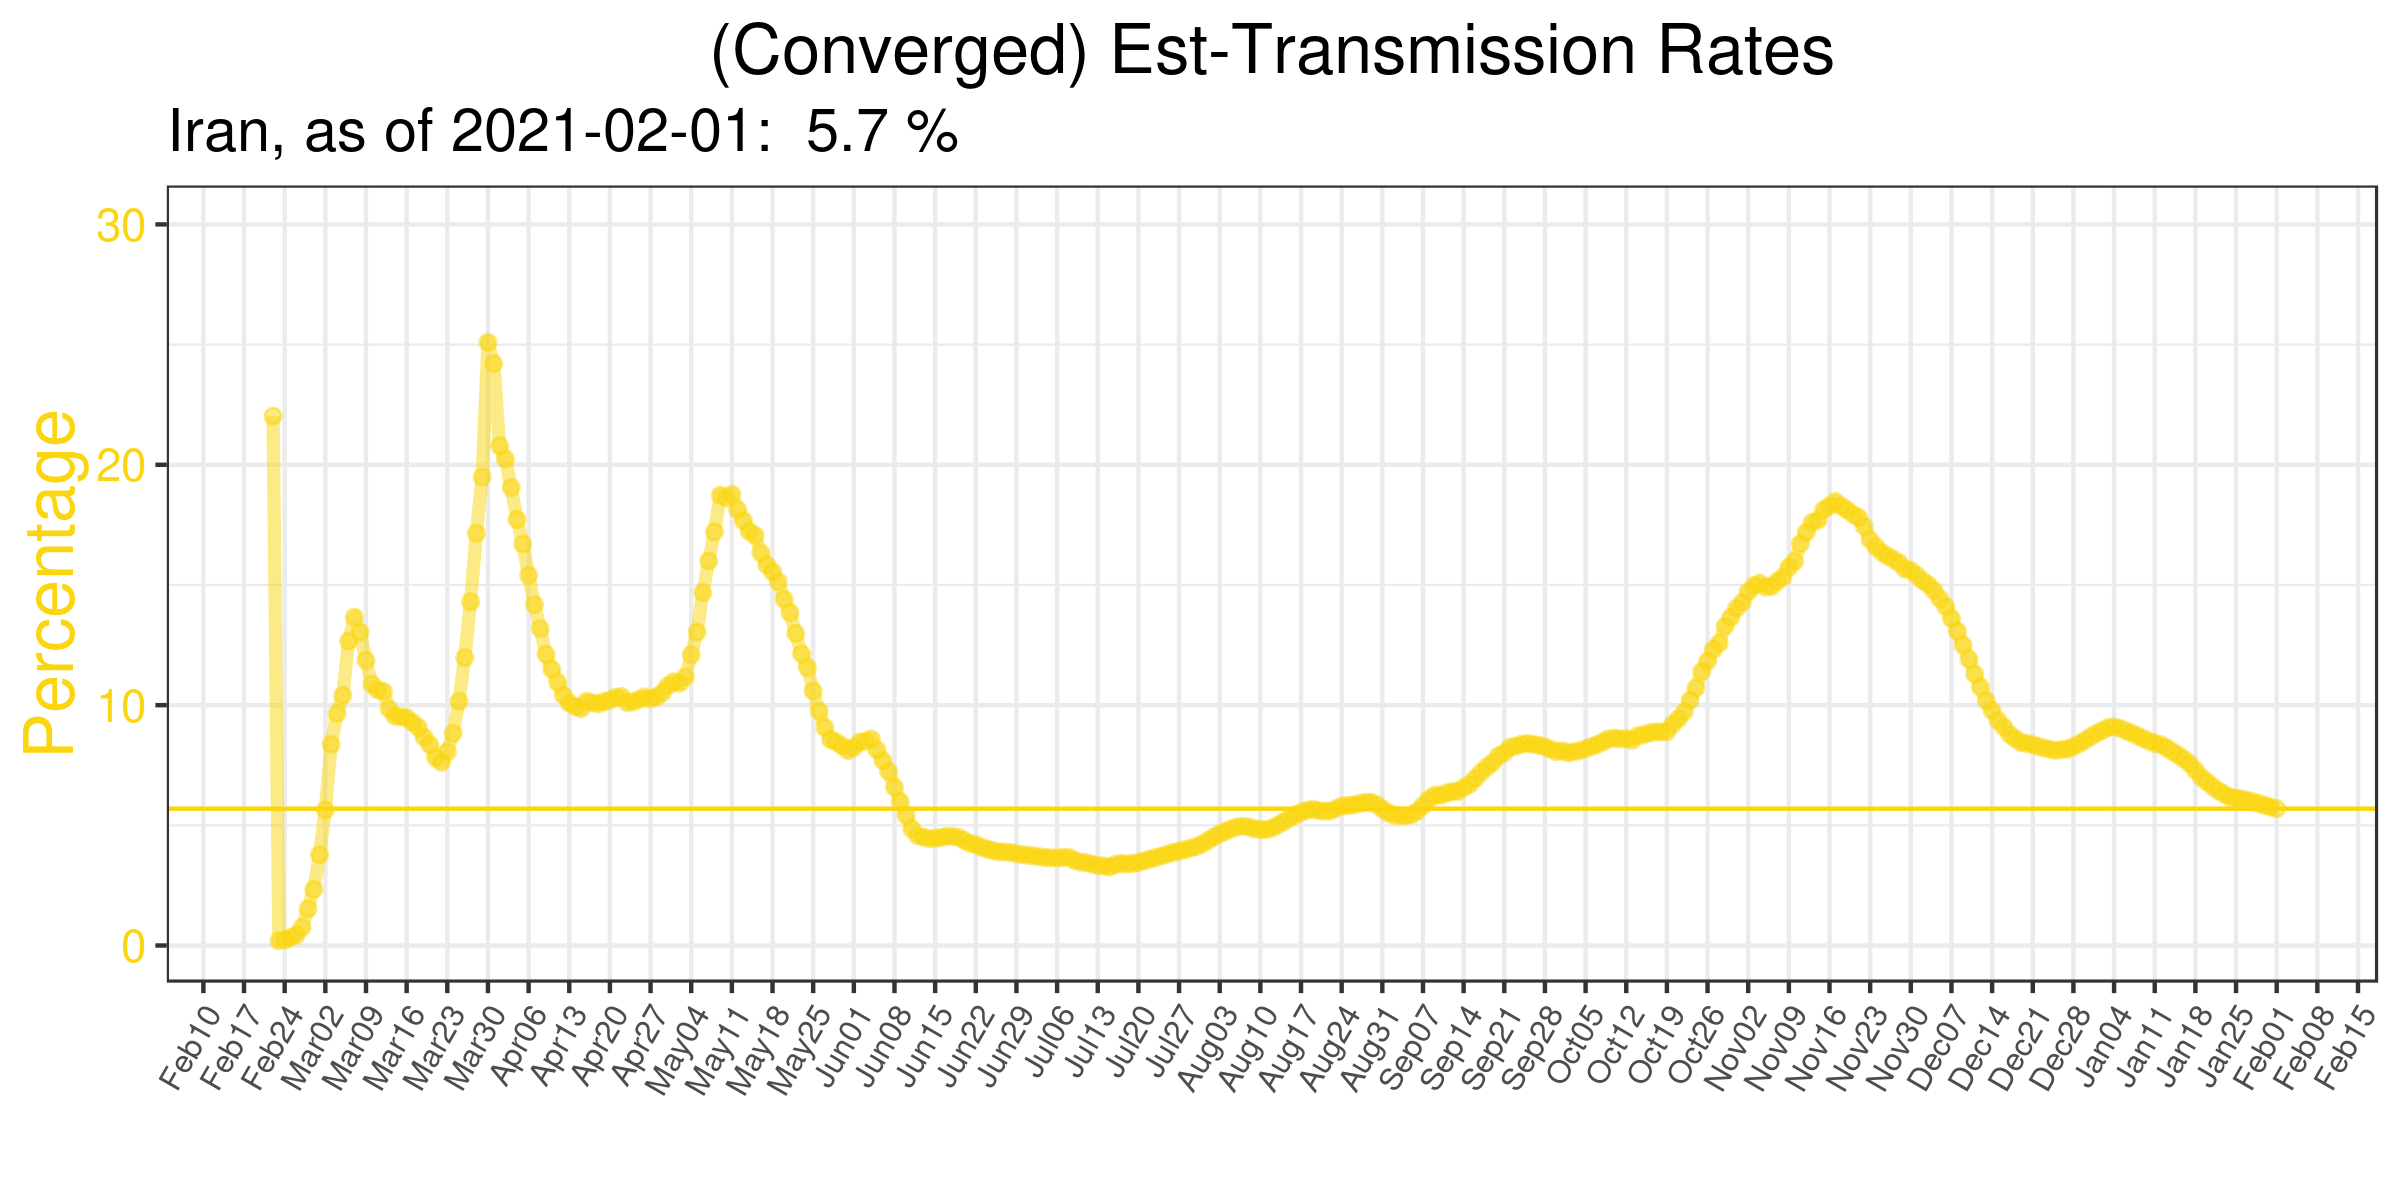 (Converged) Est-Transmission Rates
Iran, as of 2021-02-01:  5.7 %
Percentage
30
20
10
0
Feb10
Feb17
Feb24
Mar02
Mar09
Mar16
Mar23
Mar30
Apr06
Apr13
Apr20
Apr27
May04
May11
May18
May25
Jun01
Jun08
Jun15
Jun22
Jun29
Jul06
Jul13
Jul20
Jul27
Aug03
Aug10
Aug17
Aug24
Aug31
Sep07
Sep14
Sep21
Sep28
Oct05
Oct12
Oct19
Oct26
Nov02
Nov09
Nov16
Nov23
Nov30
Dec07
Dec14
Dec21
Dec28
Jan04
Jan11
Jan18
Jan25
Feb01
Feb08
Feb15